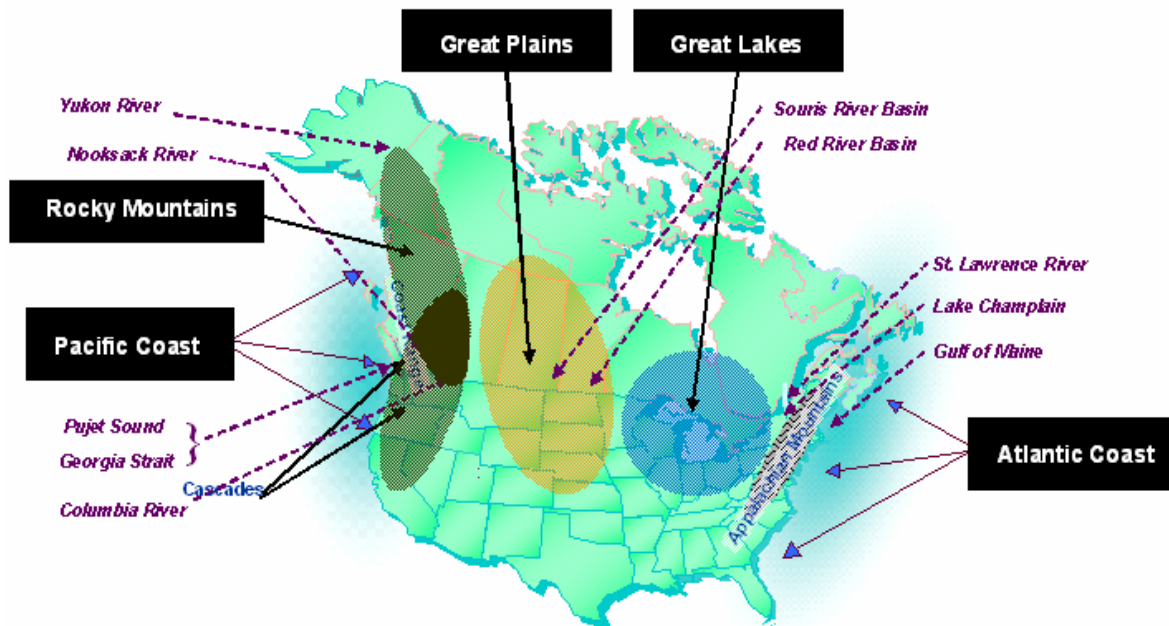 Great Plains
Great Lakes
Yukon River
Souris River Basin
Nooksack River
Red River Basin
Rocky Mountains
St. Lawrence River
Lake Champlain
Pacific Coast
Gulf of Maine
Pujet Sound
Georgia Strait
Atlantic Coast
Cascades
Columbia River
Appalachian Mountains